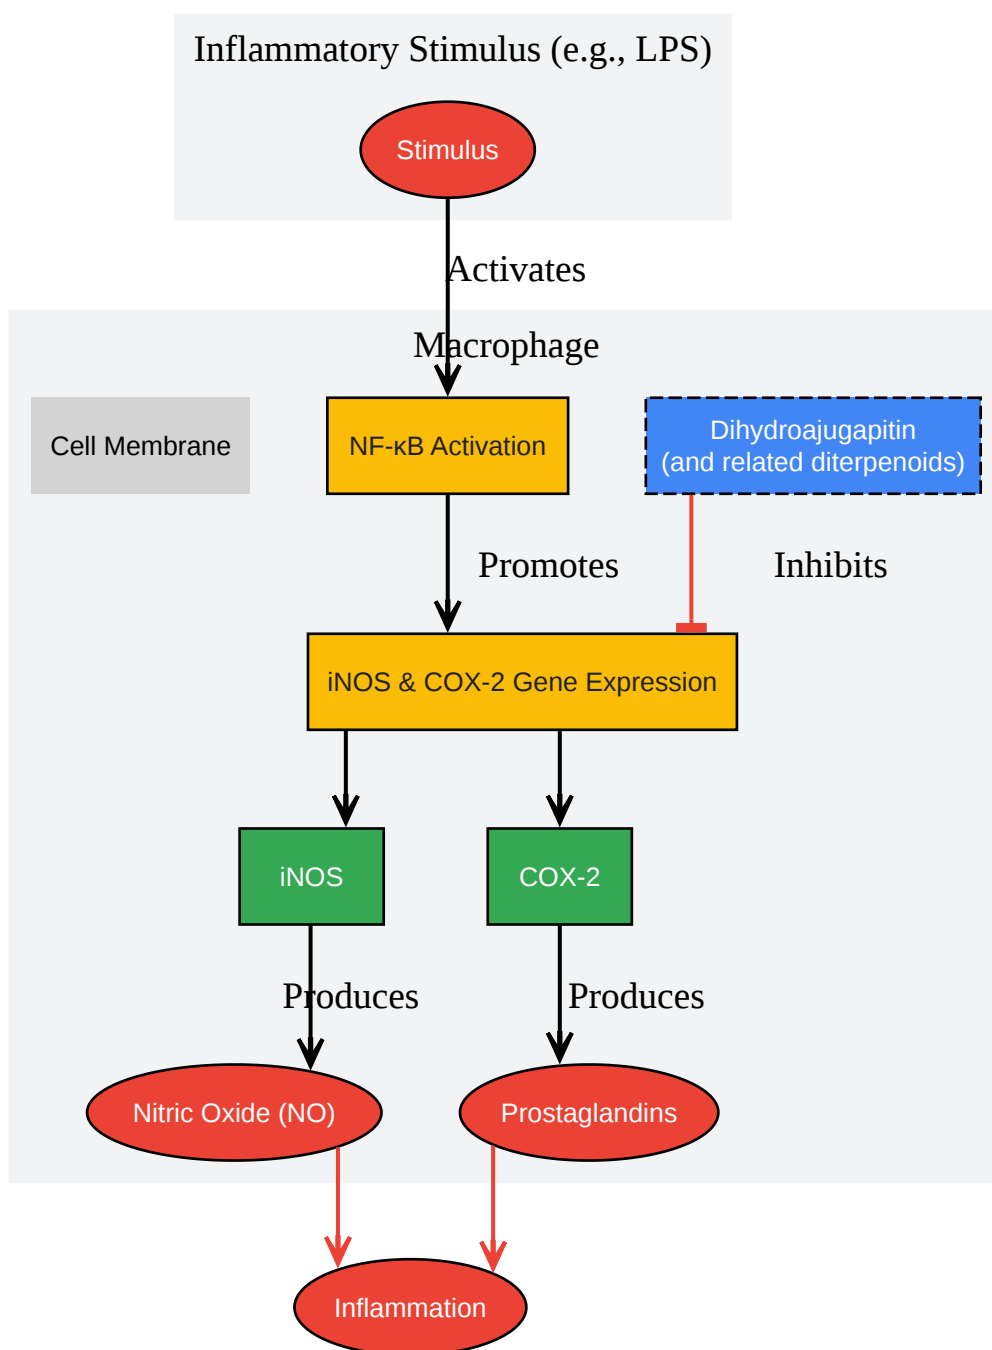 Inflammatory Stimulus (e.g., LPS)
Stimulus
Activates
Macrophage
Cell Membrane
NF-κB Activation
Dihydroajugapitin
(and related diterpenoids)
Promotes
Inhibits
iNOS & COX-2 Gene Expression
iNOS
COX-2
Produces
Produces
Nitric Oxide (NO)
Prostaglandins
Inflammation